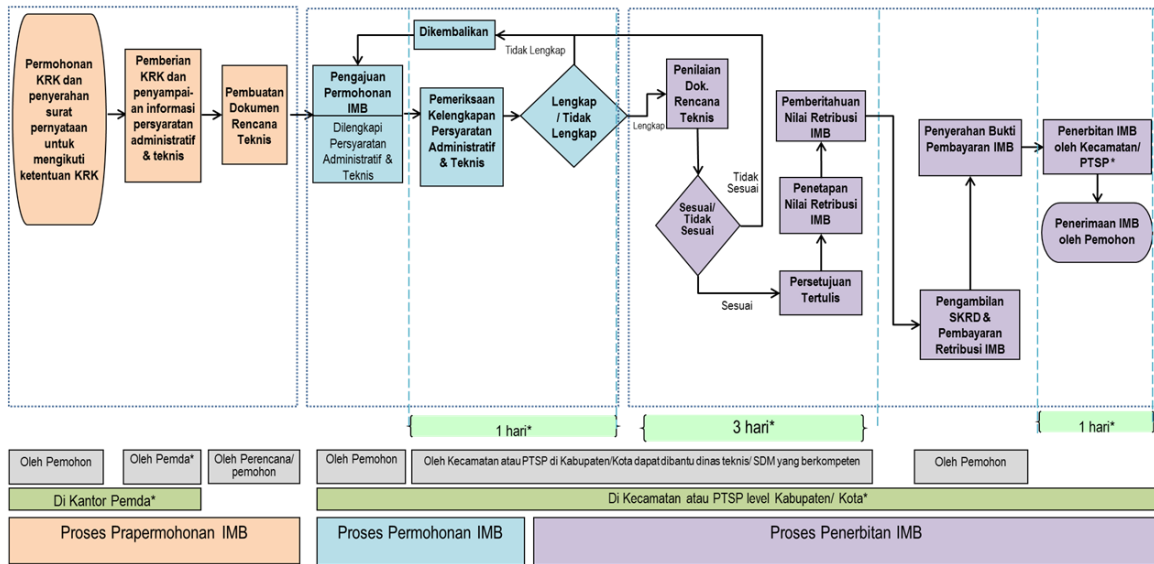 Permohonan
KRK dan
penyerahan
surat
pernyataan
untuk
mengikuti
ketentuan KRK
Pemberian
KRK dan
penyampai-
an informasi
persyaratan
administratif
& teknis
Pembuatan
Dokumen
Rencana
Teknis
Dikembalikan
Tidak Lengkap
Pengajuan
Permohonan
IMB
Dilengkapi
Persyaratan
Administratif &
Teknis
Pemeriksaan
Kelengkapan
Persyaratan
Administratif
& Teknis
Lengkap
/ Tidak
Lengkap
Lengkap
Penilaian
Dok.
Rencana
Teknis
Tidak
Sesuai
Sesuai/
Tidak
Sesuai
Sesuai
Pemberitahuan
Nilai Retribusi
IMB
Penetapan
Nilai Retribusi
IMB
Persetujuan
Tertulis
Penyerahan Bukti
Pembayaran IMB
Pengambilan
SKRD &
Pembayaran
Retribusi IMB
Penerbitan IMB
oleh Kecamatan/
PTSP*
Penerimaan IMB
oleh Pemohon
1 hari*
3 hari*
1 hari*
Oleh Pemohon
Oleh Pemda*
Oleh Perencana/
pemohon
Oleh Pemohon
Oleh Kecamatan atau PTSP di Kabupaten/Kota dapat dibantu dinas teknis/ SDM yang berkompeten
Oleh Pemohon
Di Kantor Pemda*
Di Kecamatan atau PTSP level Kabupaten/ Kota*
Proses Prapermohonan IMB
Proses Permohonan IMB
Proses Penerbitan IMB